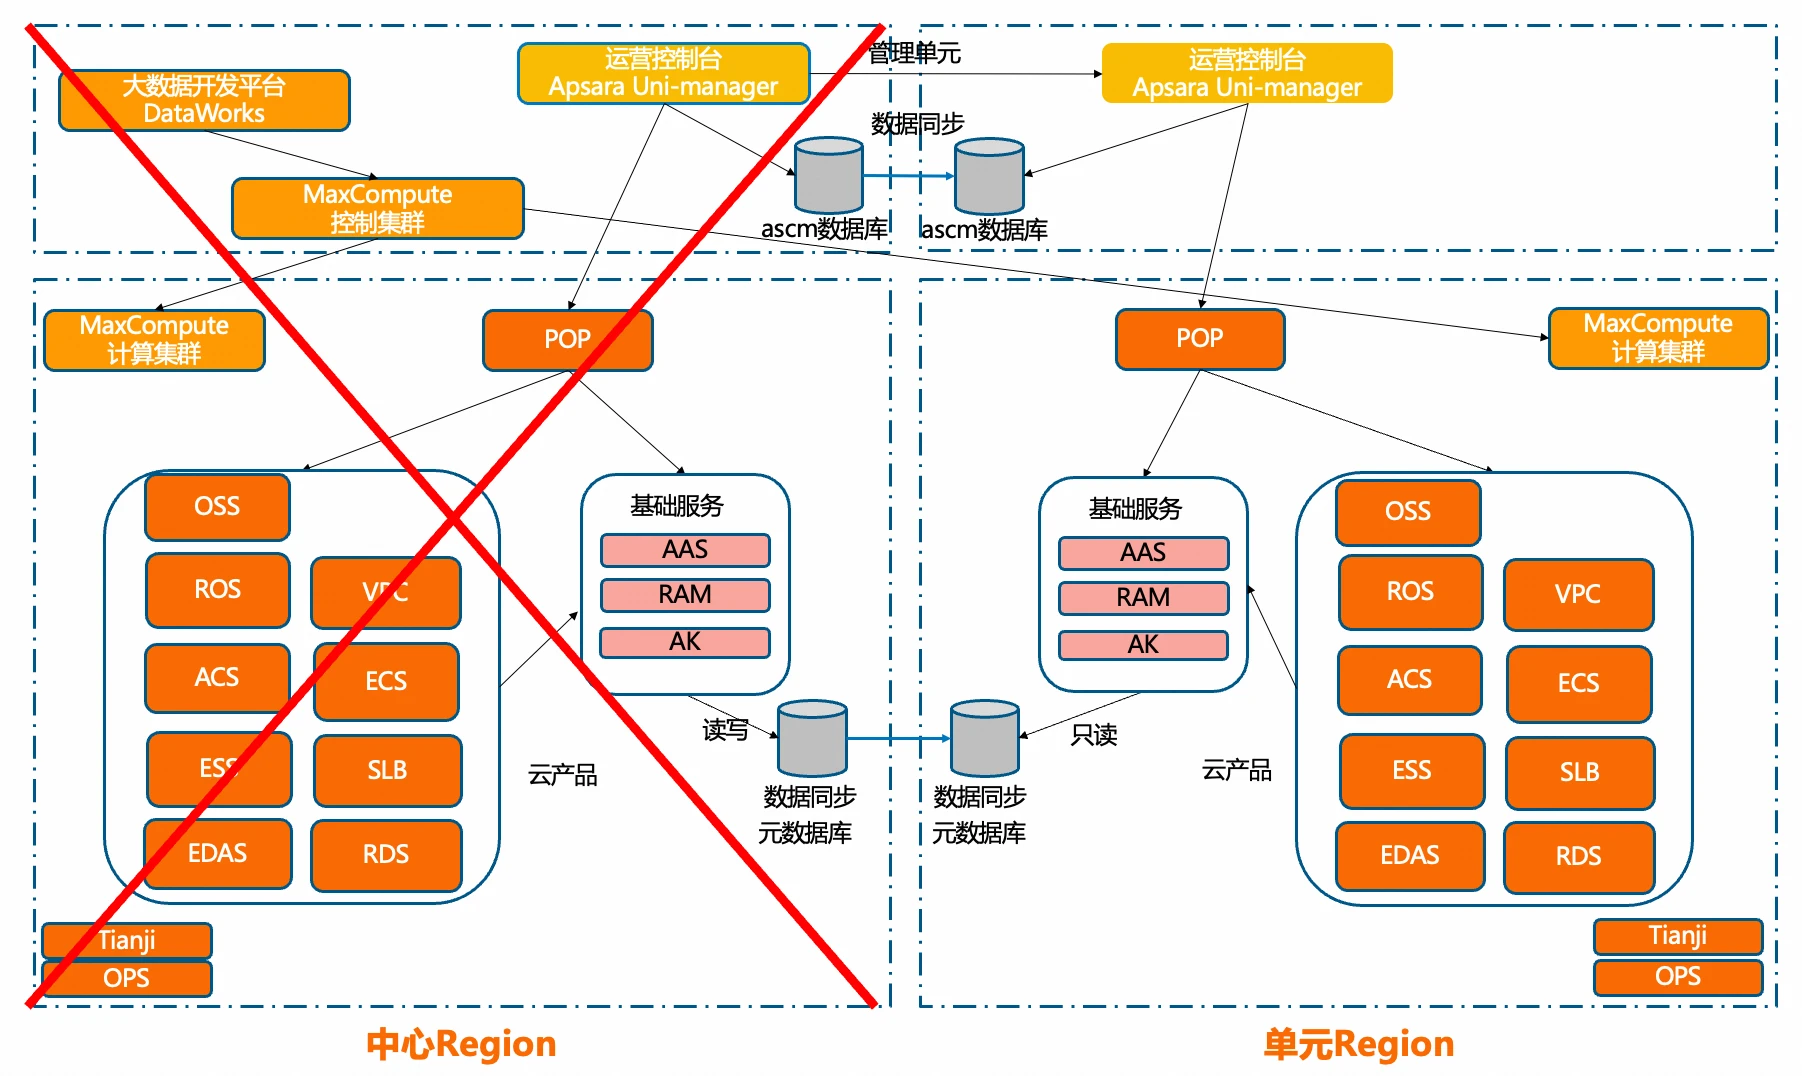 大数据开发平台
DataWorks
运营控制台
Apsara Uni-manager
管理单元
运营控制台
Apsara Uni-manager
数据同步
MaxCompute
控制集群
ascm数据库
ascm数据库
MaxCompute
计算集群
POP
POP
MaxCompute
计算集群
OSS
ROS
VPC
ACS
ECS
ESS
SLB
EDAS
RDS
基础服务
AAS
RAM
AK
读写
云产品
数据同步
元数据库
基础服务
AAS
RAM
AK
只读
云产品
数据同步
元数据库
OSS
ROS
VPC
ACS
ECS
ESS
SLB
EDAS
RDS
Tianji
OPS
Tianji
OPS
中心Region
单元Region